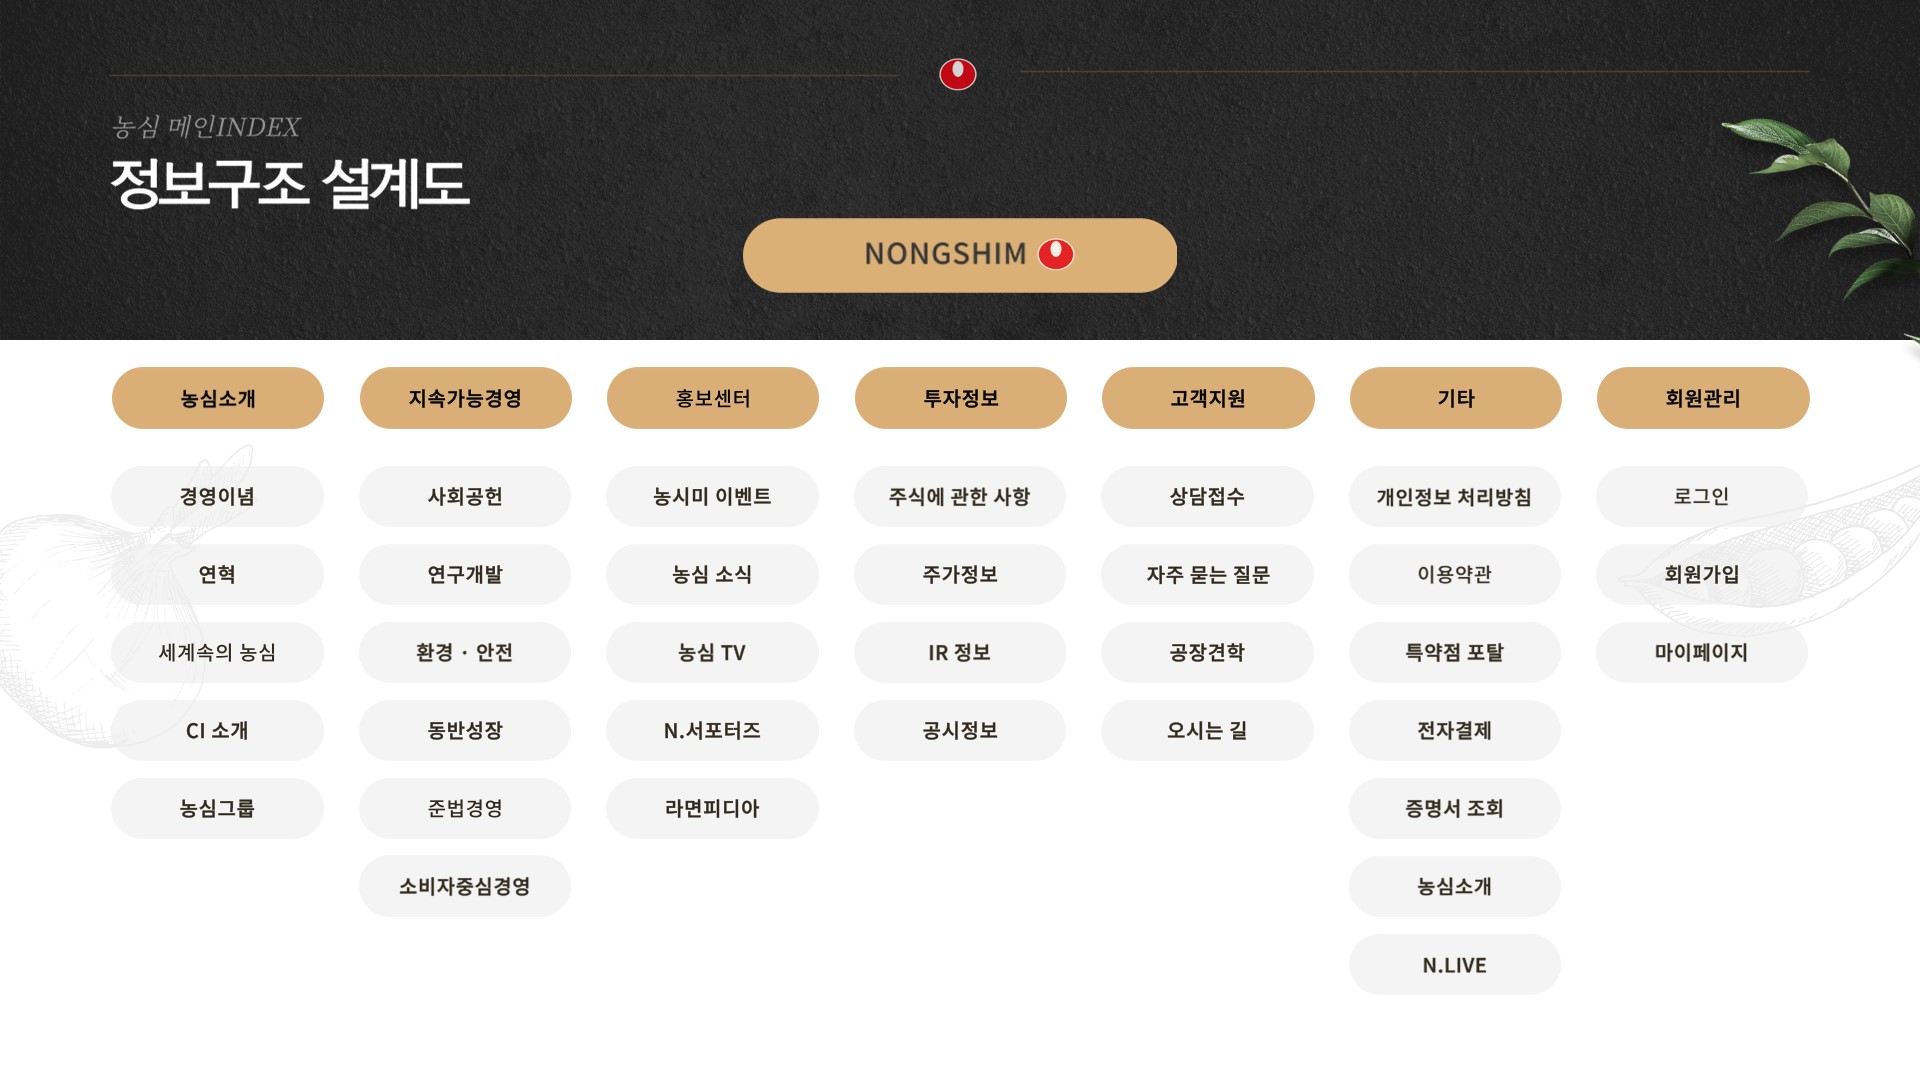 농심 메인INDEX
정보구조 설계도
NONGSHIM
농심소개
경영이념
연혁
세계속의 농심
CI 소개
농심그룹
지속가능경영
사회공헌
연구개발
환경 · 안전
동반성장
준법경영
소비자중심경영
홍보센터
농시미 이벤트
농심 소식
농심 TV
N.서포터즈
라면피디아
투자정보
주식에 관한 사항
주가정보
IR 정보
공시정보
고객지원
상담접수
자주 묻는 질문
공장견학
오시는 길
기타
개인정보 처리방침
이용약관
특약점 포탈
전자결제
증명서 조회
농심소개
N.LIVE
회원관리
로그인
회원가입
마이페이지